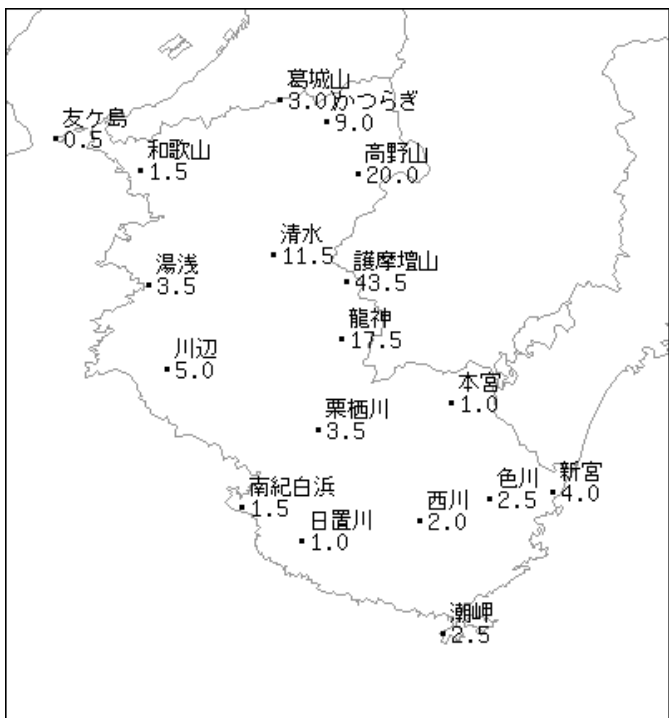 葛城山
3.0)
かつらぎ
9.0
友ケ島
0.5
和歌山
1.5
高野山
20.0
清水
11.5
護摩壇山
43.5
湯浅
3.5
龍神
17.5
川辺
5.0
本宮
1.0
栗栖川
3.5
南紀白浜
1.5
日置川
1.0
西川
2.0
色川
2.5
新宮
4.0
潮岬
2.5